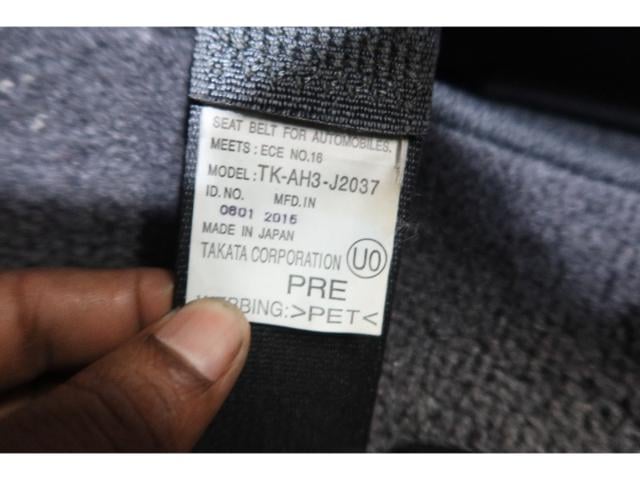 SEAT BELT FOR AUTOMOBILES.
MEETS: ECE NO.16
MODEL: TK-AH3-J2037
ID.NO. MFD.IN
0601 2015
MADE IN JAPAN
TAKATA CORPORATION U0
PRE
WEBBING:>PET<